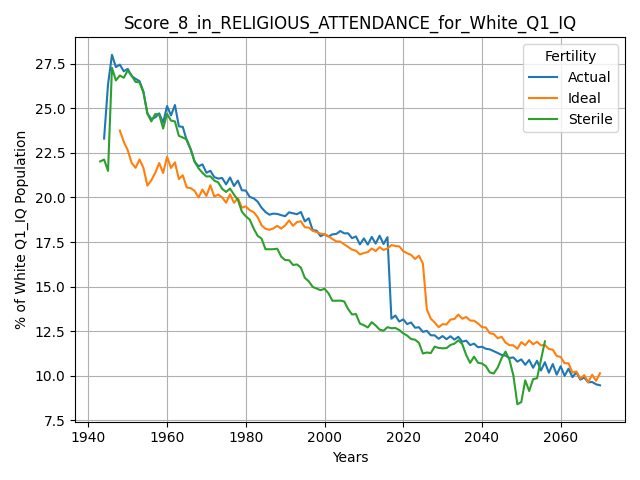 Score_8_in_RELIGIOUS_ATTENDANCE_for_White_Q1_IQ
% of White Q1_IQ Population
27.5
25.0
22.5
20.0
17.5
15.0
12.5
10.0
7.5
Fertility
Actual
Ideal
Sterile
1940 1960 1980 2000 2020 2040 2060
Years